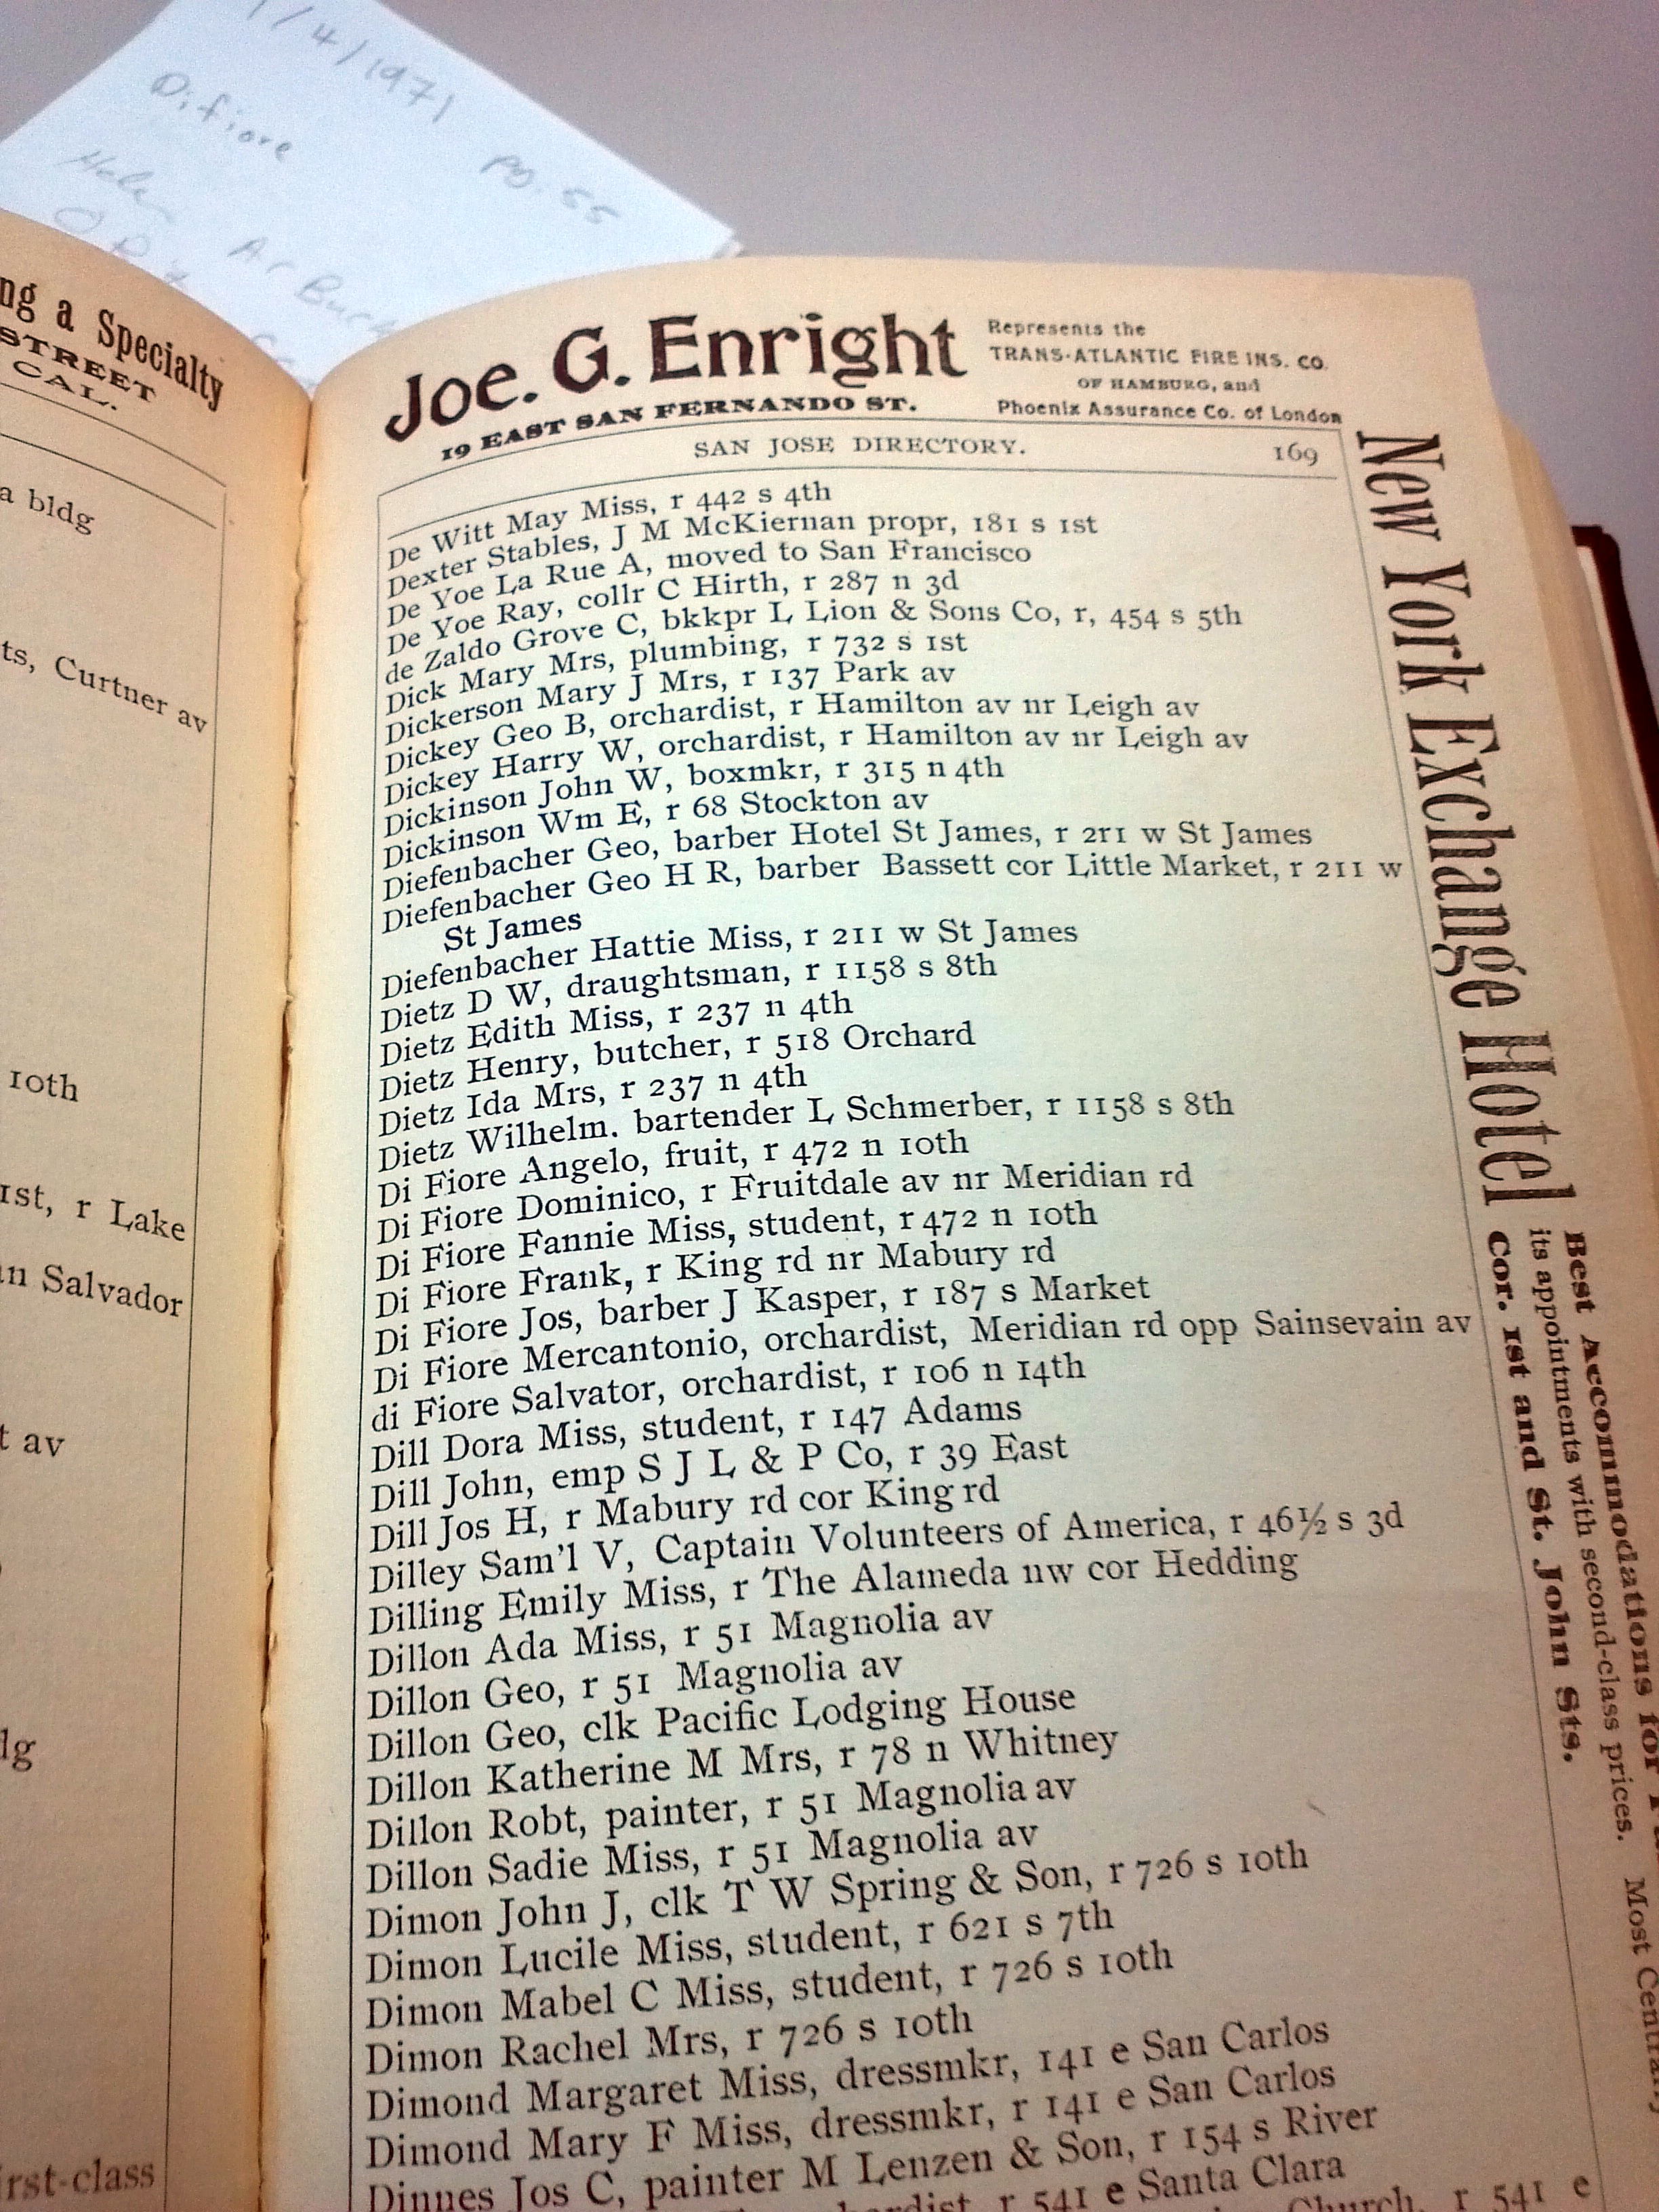 1/4/1971
Difiore
Pg. 55
ng a Specialty
STREET
CAL.
a bldg
ts, Curtner av
10th
1st, r Lake
an Salvador
t av
lg
irst-class
Joe. G. Enright
19 EAST SAN FERNANDO ST.
Represents the
TRANS-ATLANTIC FIRE INS. CO.
OF HAMBURG, and
Phoenix Assurance Co. of London
SAN JOSE DIRECTORY. 169
De Witt May Miss, r 442 s 4th
Dexter Stables, J M McKiernan propr, 181 s 1st
De Yoe La Rue A, moved to San Francisco
De Yoe Ray, collr C Hirth, r 287 n 3d
de Zaldo Grove C, bkkpr L Lion & Sons Co, r, 454 s 5th
Dick Mary Mrs, plumbing, r 732 s 1st
Dickerson Mary J Mrs, r 137 Park av
Dickey Geo B, orchardist, r Hamilton av nr Leigh av
Dickey Harry W, orchardist, r Hamilton av nr Leigh av
Dickinson John W, boxmkr, r 315 n 4th
Dickinson Wm E, r 68 Stockton av
Diefenbacher Geo, barber Hotel St James, r 2r1 w St James
Diefenbacher Geo H R, barber Bassett cor Little Market, r 211 w
St James
Diefenbacher Hattie Miss, r 211 w St James
Dietz D W, draughtsman, r 1158 s 8th
Dietz Edith Miss, r 237 n 4th
Dietz Henry, butcher, r 518 Orchard
Dietz Ida Mrs, r 237 n 4th
Dietz Wilhelm. bartender L Schmerber, r 1158 s 8th
Di Fiore Angelo, fruit, r 472 n 10th
Di Fiore Dominico, r Fruitdale av nr Meridian rd
Di Fiore Fannie Miss, student, r 472 n 10th
Di Fiore Frank, r King rd nr Mabury rd
Di Fiore Jos, barber J Kasper, r 187 s Market
Di Fiore Mercantonio, orchardist, Meridian rd opp Sainsevain av
di Fiore Salvator, orchardist, r 106 n 14th
Dill Dora Miss, student, r 147 Adams
Dill John, emp S J L & P Co, r 39 East
Dill Jos H, r Mabury rd cor King rd
Dilley Sam'l V, Captain Volunteers of America, r 46½ s 3d
Dilling Emily Miss, r The Alameda nw cor Hedding
Dillon Ada Miss, r 51 Magnolia av
Dillon Geo, r 51 Magnolia av
Dillon Geo, clk Pacific Lodging House
Dillon Katherine M Mrs, r 78 n Whitney
Dillon Robt, painter, r 51 Magnolia av
Dillon Sadie Miss, r 51 Magnolia av
Dimon John J, clk T W Spring & Son, r 726 s 10th
Dimon Lucile Miss, student, r 621 s 7th
Dimon Mabel C Miss, student, r 726 s 10th
Dimon Rachel Mrs, r 726 s 10th
Dimond Margaret Miss, dressmkr, 141 e San Carlos
Dimond Mary F Miss, dressmkr, r 141 e San Carlos
Dinnes Jos C, painter M Lenzen & Son, r 154 s River
r 541 e Santa Clara
Church, r 541 e
New York Exchange Hotel cor. 1st and St. John Sts.
Best Accommodations for
its appointments with second-class prices. Most